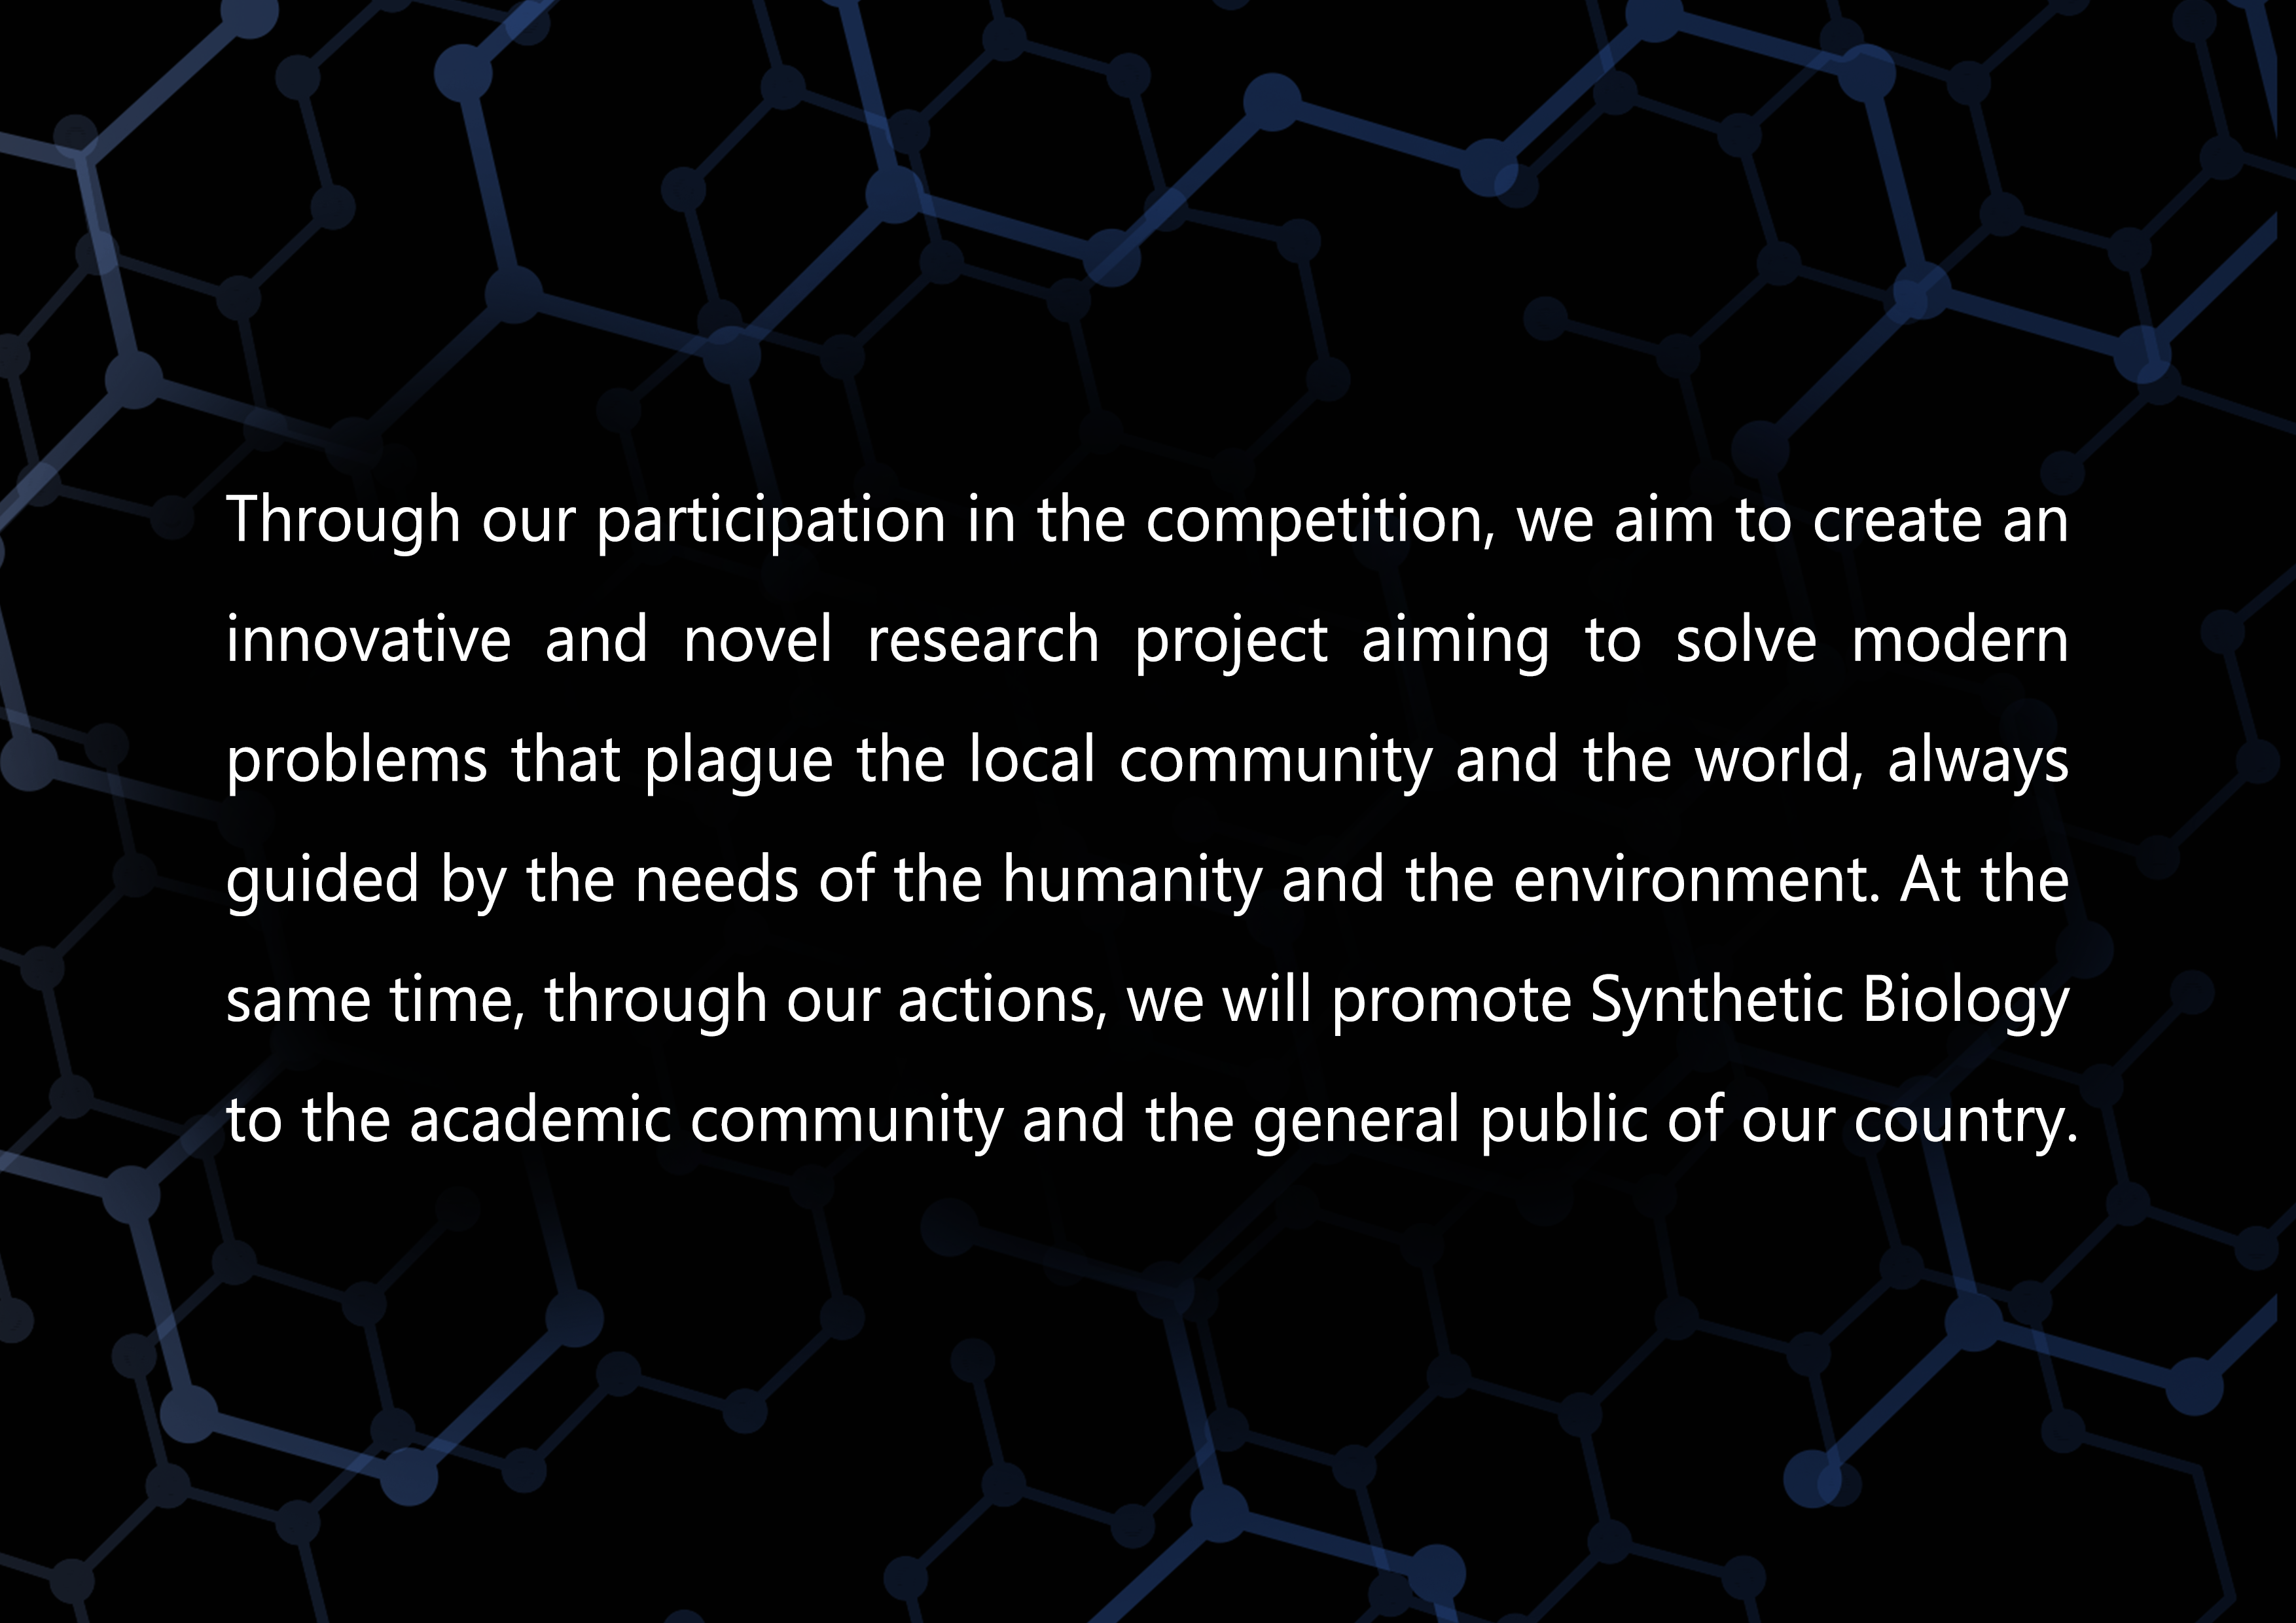 Through our participation in the competition, we aim to create an
innovative and novel research project aiming to solve modern
problems that plague the local community and the world, always
guided by the needs of the humanity and the environment. At the
same time, through our actions, we will promote Synthetic Biology
to the academic community and the general public of our country.